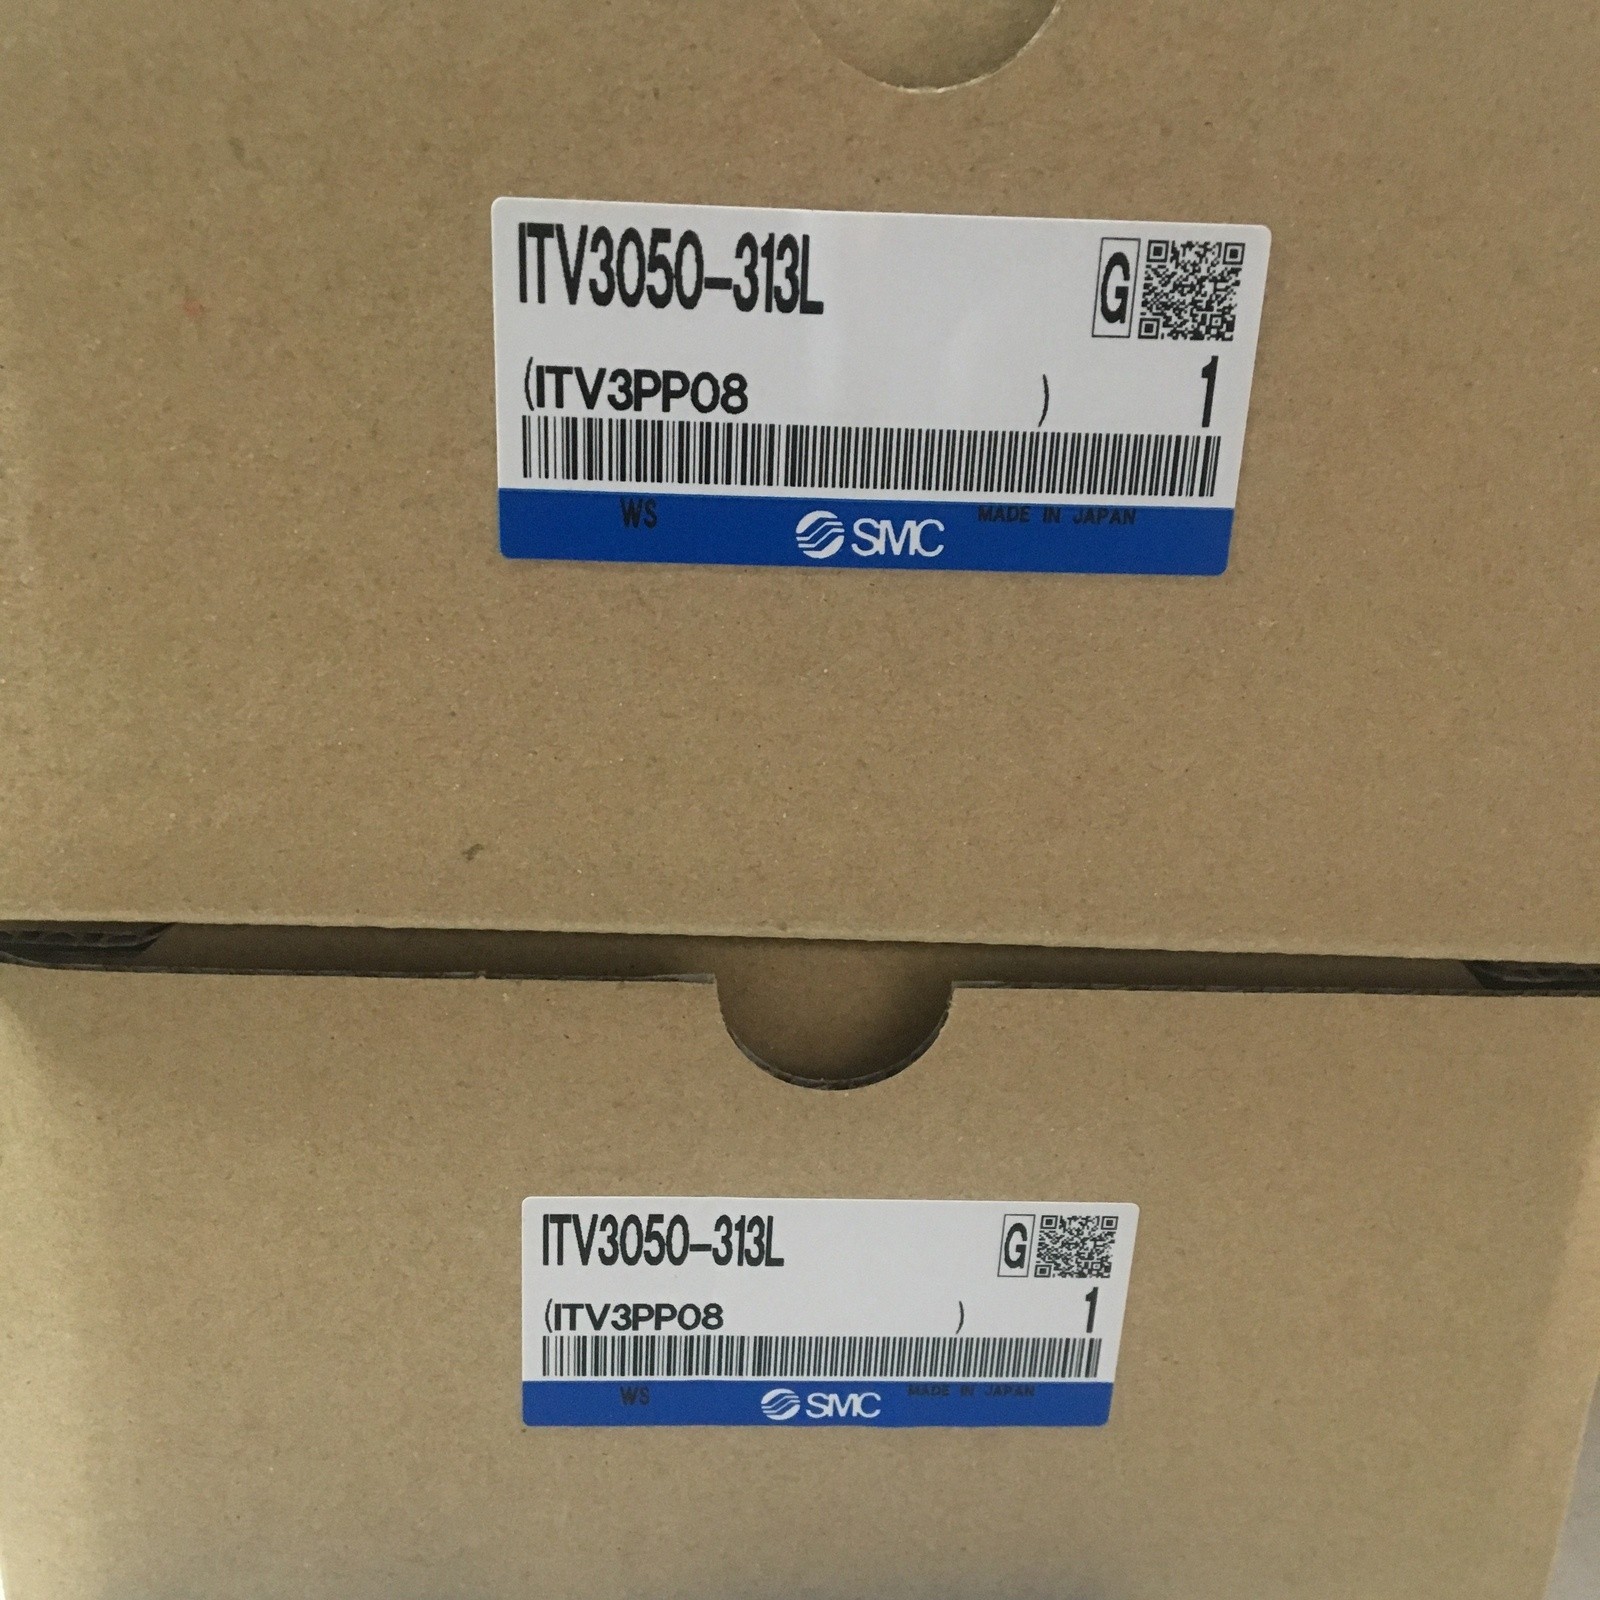 ITV3050-313L
G
(ITV3PP08 ) 1
WS SMC MADE IN JAPAN
ITV3050-313L
G
(ITV3PP08 ) 1
WS SMC MADE IN JAPAN